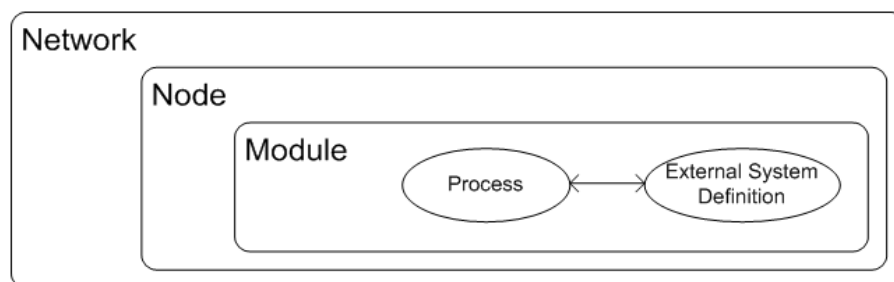 Network
Node
Module
Process
External System
Definition